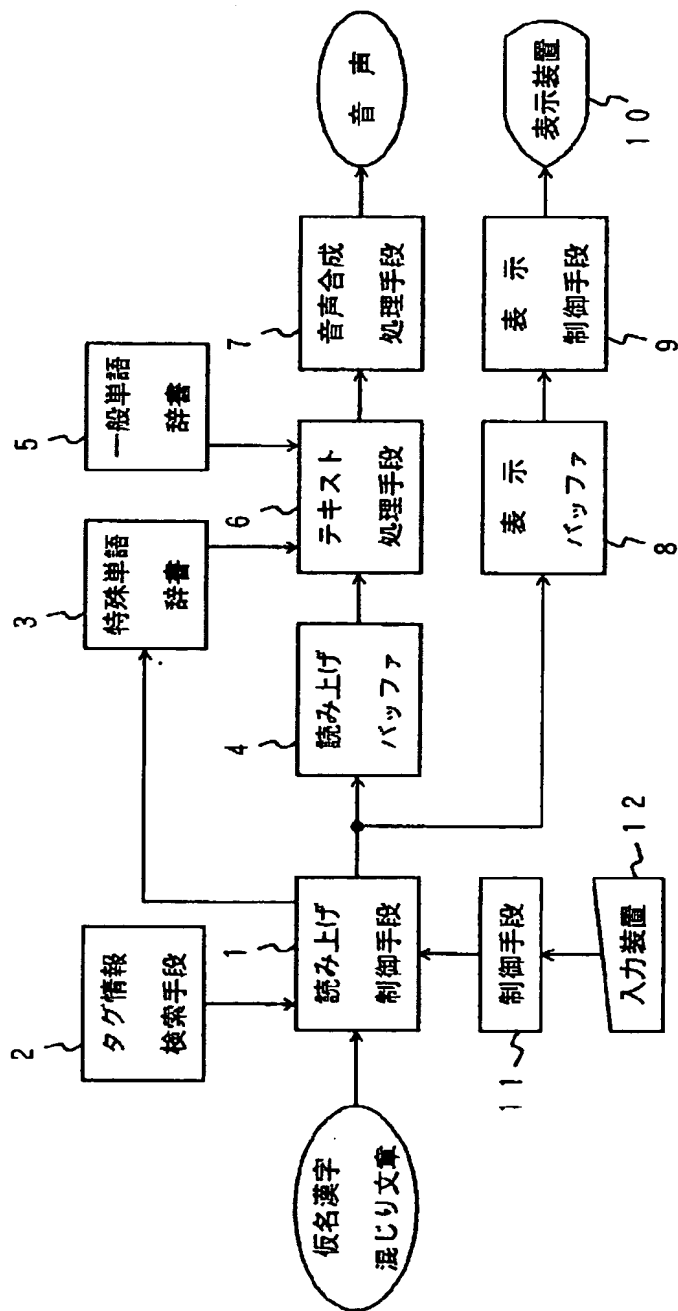 仮名漢字
混じり文章
2
タグ情報
検索手段
1
読み上げ
制御手段
11
制御手段
12
入力装置
3
特殊単語
辞書
4
読み上げ
バッファ
5
一般単語
辞書
6
テキスト
処理手段
7
音声合成
処理手段
音声
8
表示
バッファ
9
表示
制御手段
10
表示装置